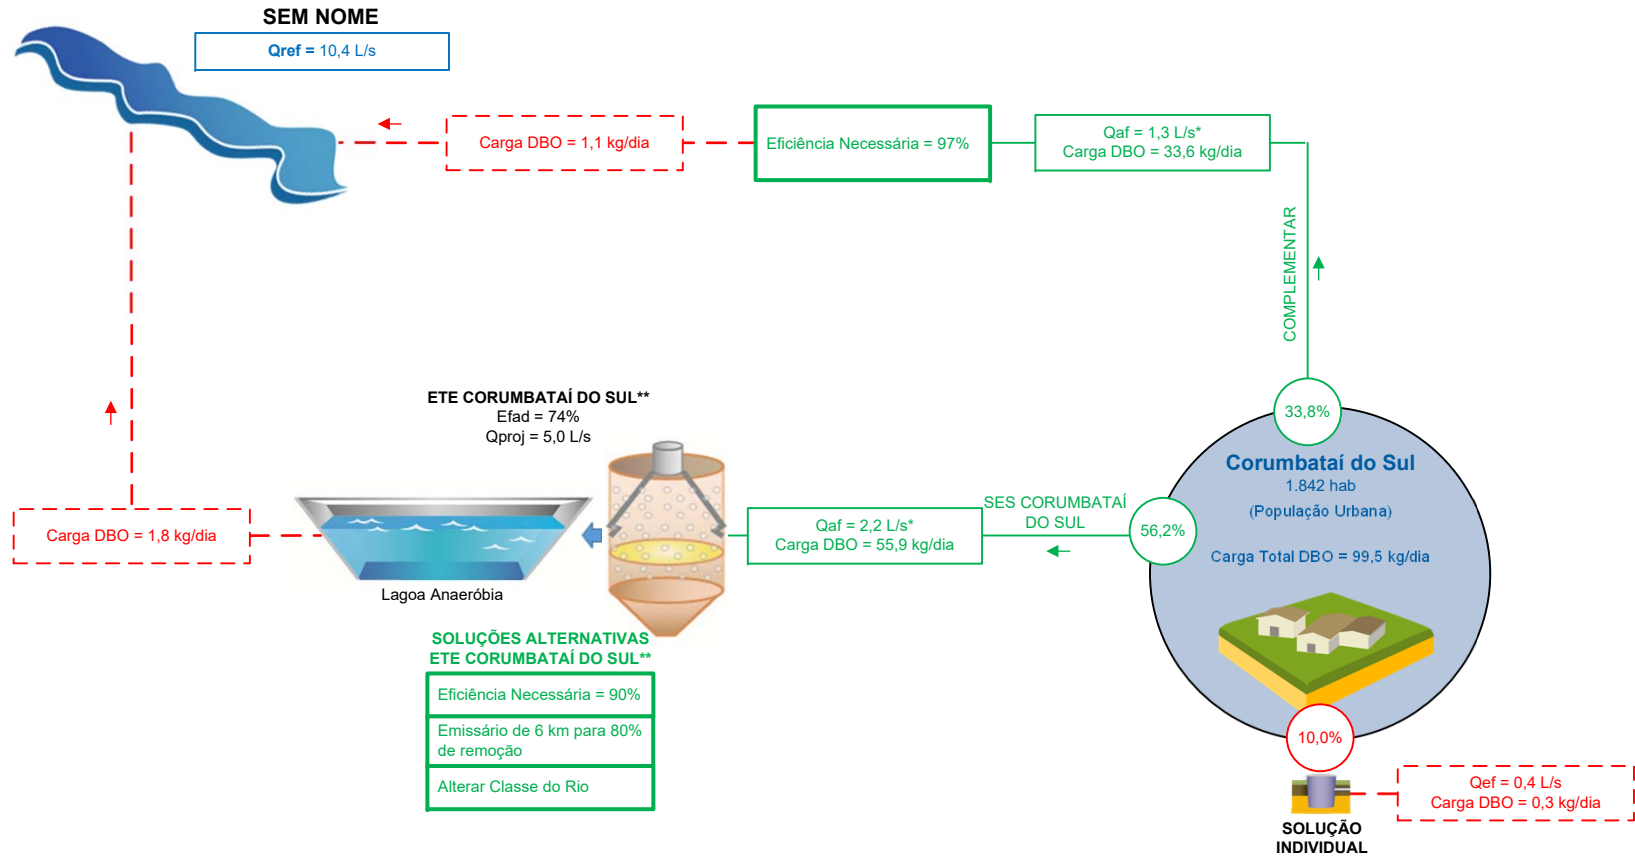 SEM NOME
Qref = 10,4 L/s
Carga DBO = 1,1 kg/dia
Eficiência Necessária = 97%
Qaf = 1,3 L/s*
Carga DBO = 33,6 kg/dia
COMPLEMENTAR
33,8%
Corumbataí do Sul
1.842 hab
(População Urbana)
Carga Total DBO = 99,5 kg/dia
56,2%
SES CORUMBATAÍ
DO SUL
Qaf = 2,2 L/s*
Carga DBO = 55,9 kg/dia
ETE CORUMBATAÍ DO SUL**
Efad = 74%
Qproj = 5,0 L/s
Lagoa Anaeróbia
Carga DBO = 1,8 kg/dia
SOLUÇÕES ALTERNATIVAS
ETE CORUMBATAÍ DO SUL**
Eficiência Necessária = 90%
Emissário de 6 km para 80%
de remoção
Alterar Classe do Rio
10,0%
Qef = 0,4 L/s
Carga DBO = 0,3 kg/dia
SOLUÇÃO
INDIVIDUAL